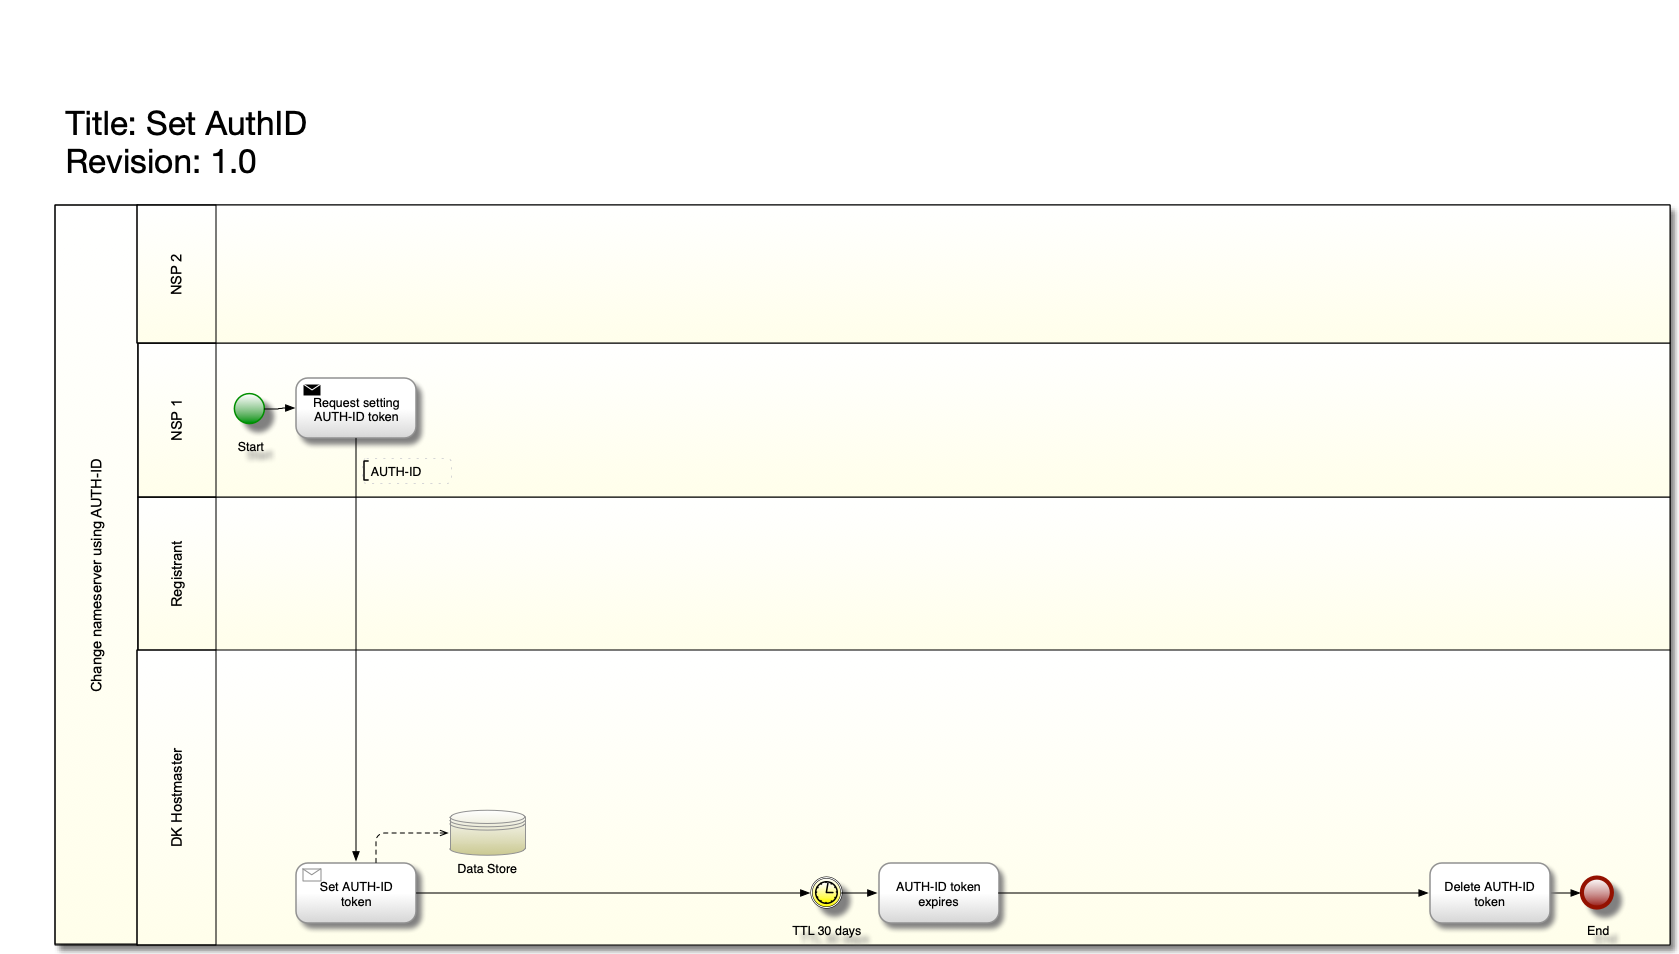 Title: Set AuthID
Revision: 1.0
Change nameserver using AUTH-ID
NSP 2
NSP 1
Start
Request setting
AUTH-ID token
AUTH-ID
Registrant
DK Hostmaster
Data Store
Set AUTH-ID
token
TTL 30 days
AUTH-ID token
expires
Delete AUTH-ID
token
End